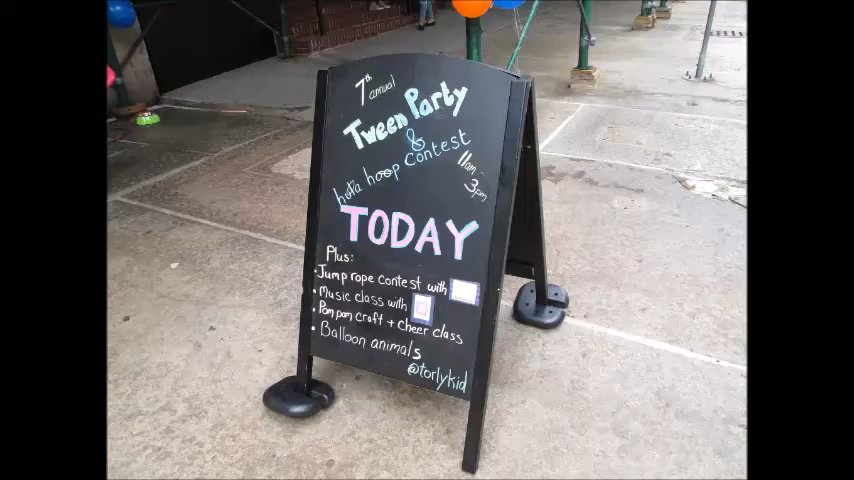 7th annual
Tween Party
&
hula hoop contest
11am-
3pm
TODAY
Plus:
• Jump rope contest with
• Music class with
• Pom pom craft + cheer class
• Balloon animals
@torlykid